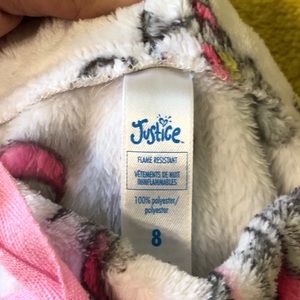 Justice
FLAME RESISTANT
VÊTEMENTS DE NUIT
ININFLAMMABLES
100% polyester/
polyester
8